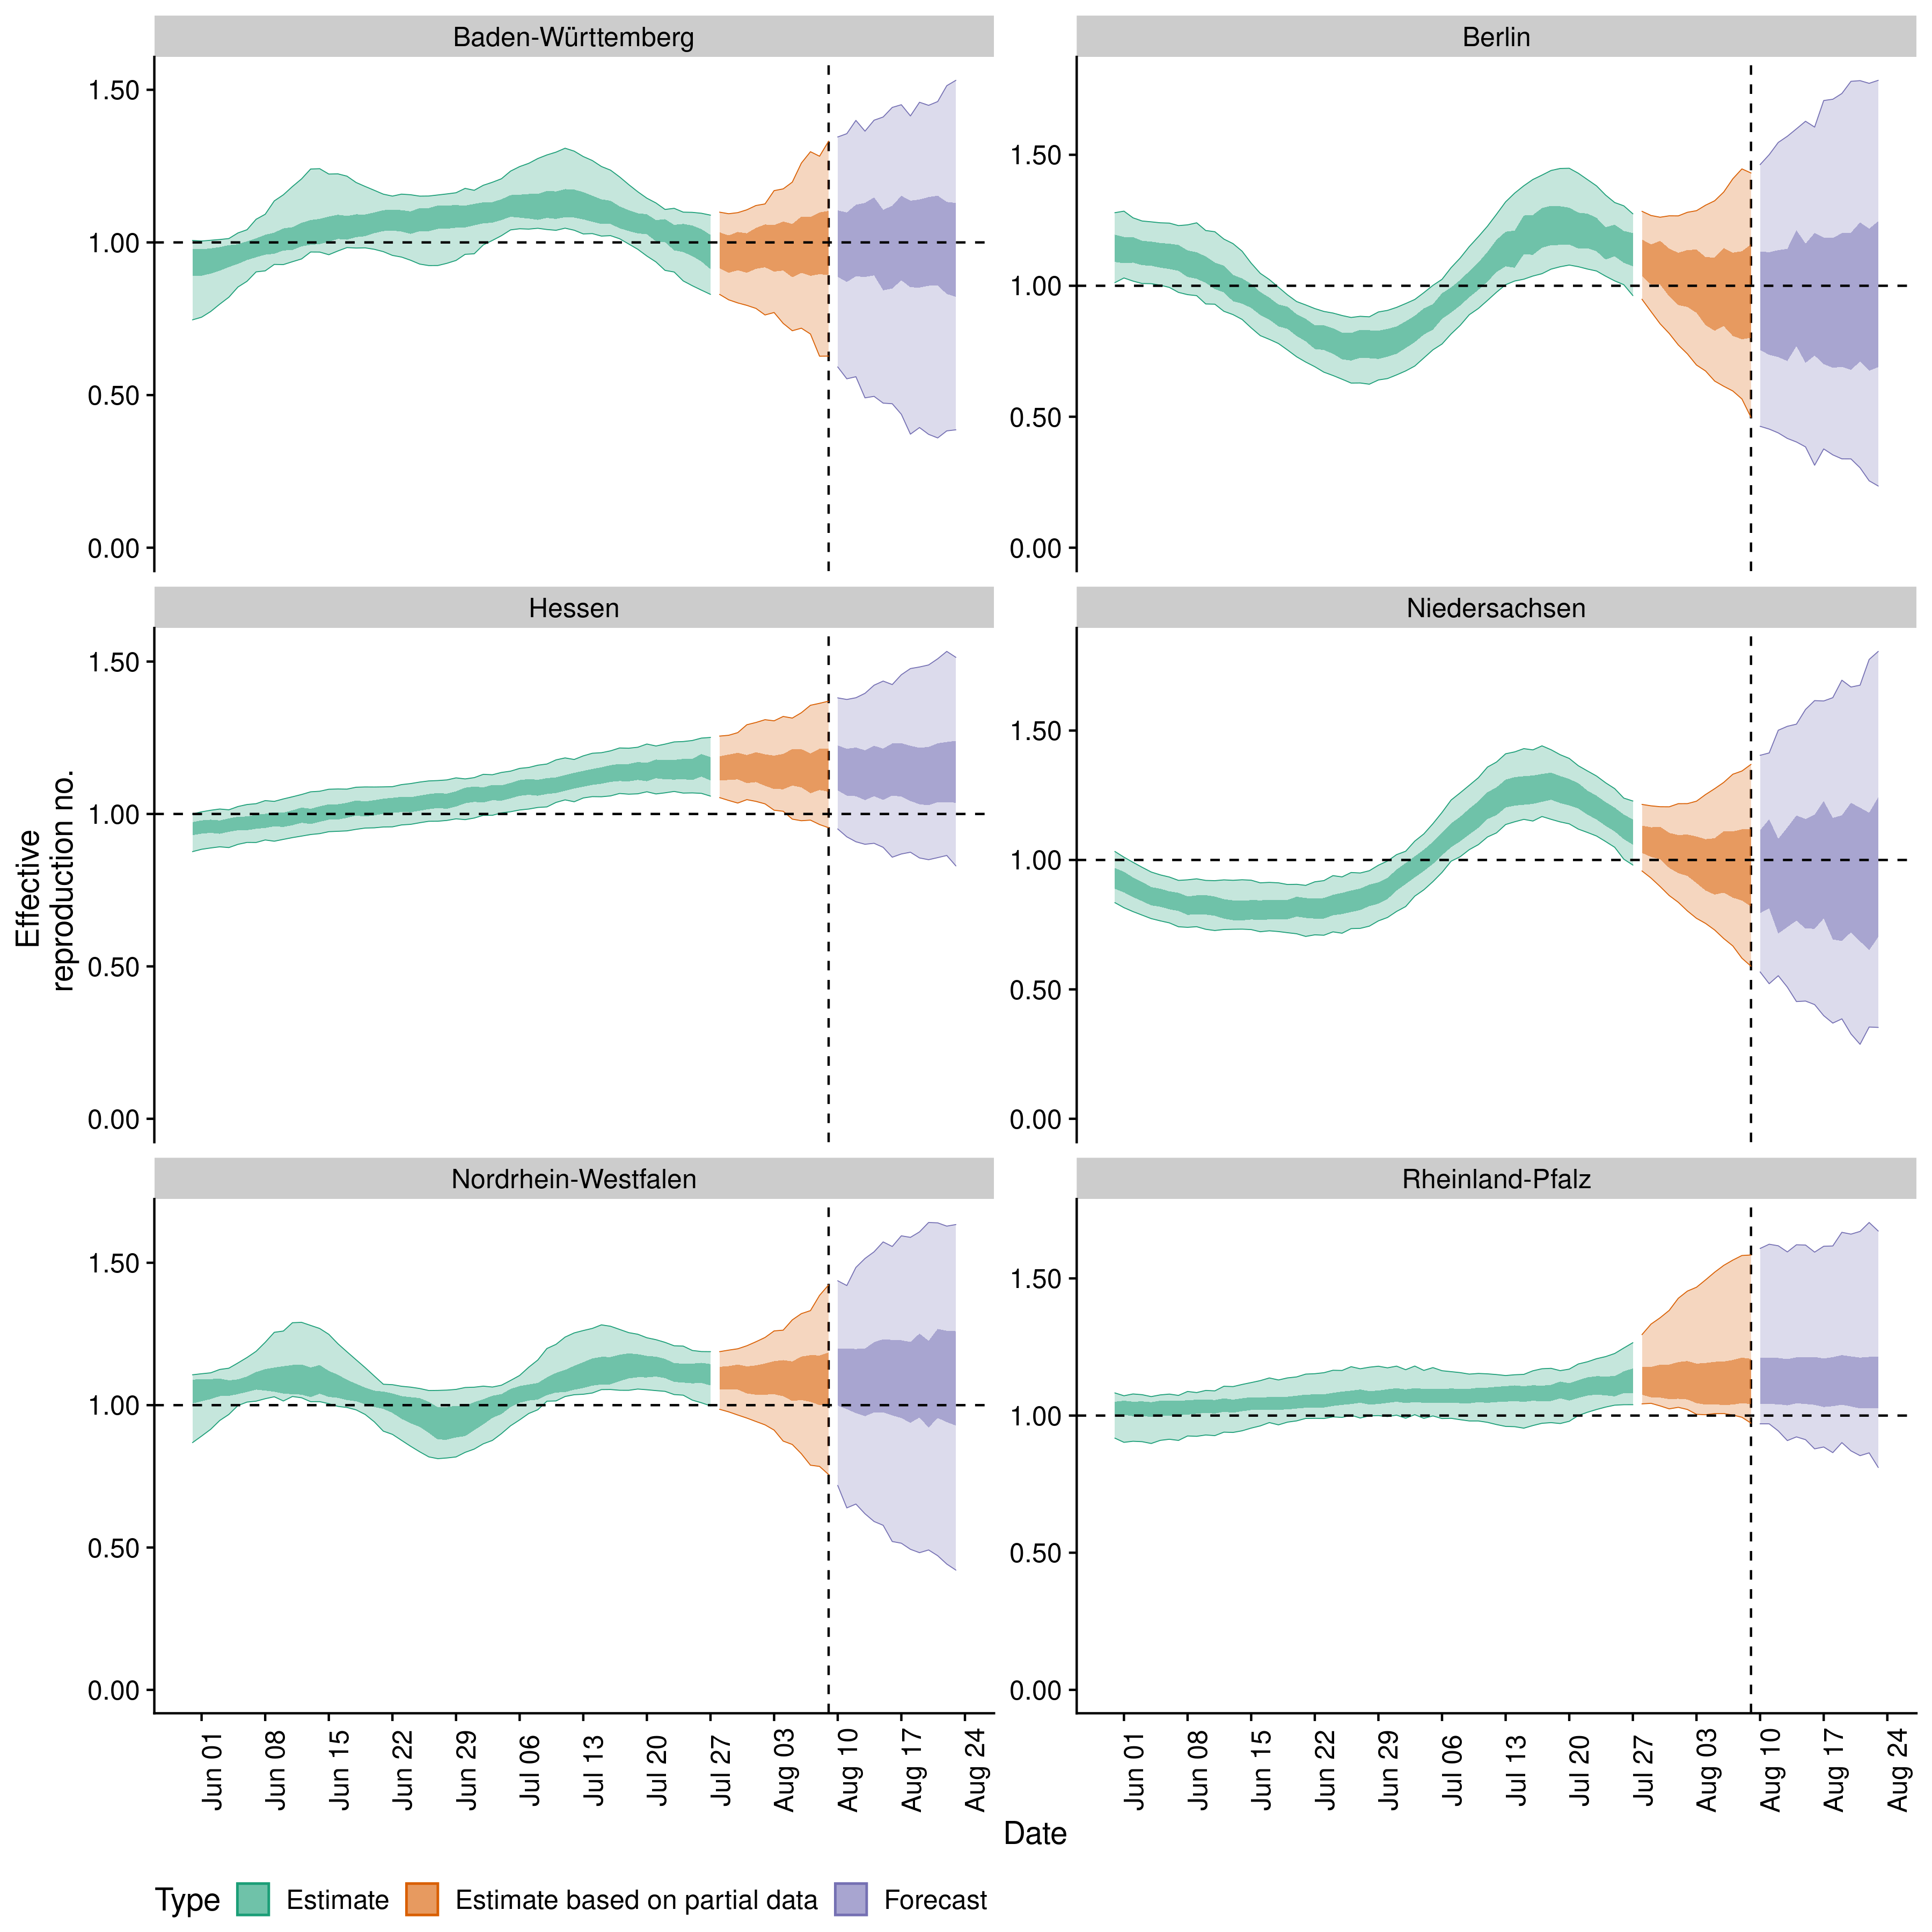 Baden-Württemberg
Berlin
1.50
1.00
0.50
0.00
1.50
1.00
0.50
0.00
Hessen
Niedersachsen
1.50
1.00
0.50
0.00
1.50
1.00
0.50
0.00
Effective
reproduction no.
Nordrhein-Westfalen
Rheinland-Pfalz
1.50
1.00
0.50
0.00
1.50
1.00
0.50
0.00
Jun 01
Jun 08
Jun 15
Jun 22
Jun 29
Jul 06
Jul 13
Jul 20
Jul 27
Aug 03
Aug 10
Aug 17
Aug 24
Jun 01
Jun 08
Jun 15
Jun 22
Jun 29
Jul 06
Jul 13
Jul 20
Jul 27
Aug 03
Aug 10
Aug 17
Aug 24
Date
Type Estimate Estimate based on partial data Forecast